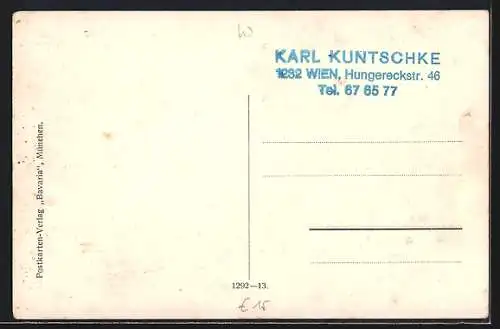 KARL KUNTSCHKE
1232 WIEN, Hungereckstr. 46
Tel. 67 65 77
Postkarten-Verlag „Bavaria", München.
1292—13.
€ 15